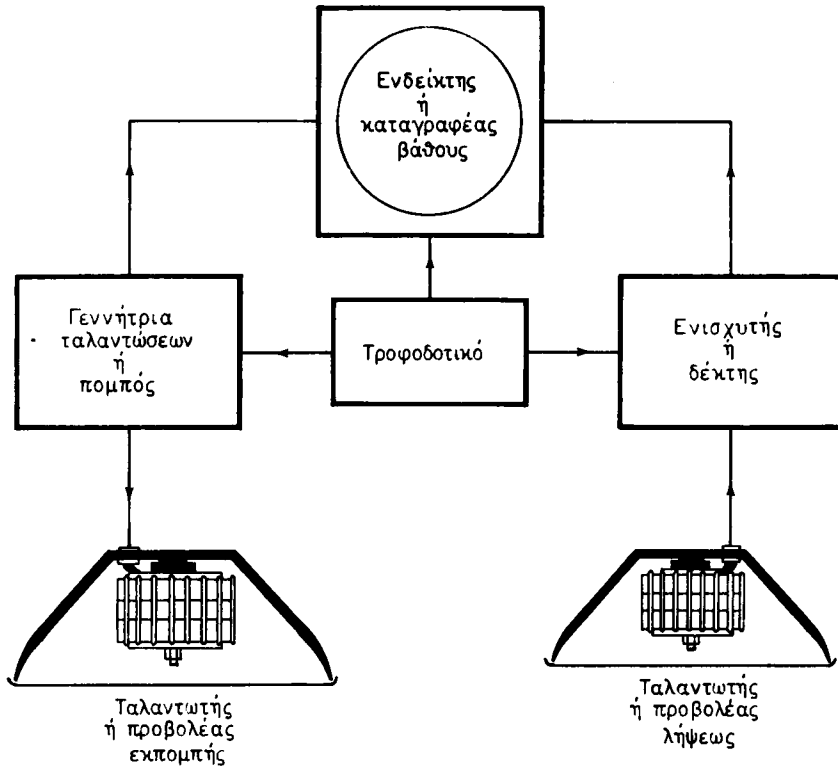 Ενδείκτης
ή
καταγραφέας
βάθους
Γεννήτρια
ταλαντώσεων
ή
πομπός
Τροφοδοτικό
Ενισχυτής
ή
δέκτης
Ταλαντωτής
ή προβολέας
εκπομπής
Ταλαντωτής
ή προβολέας
λήψεως